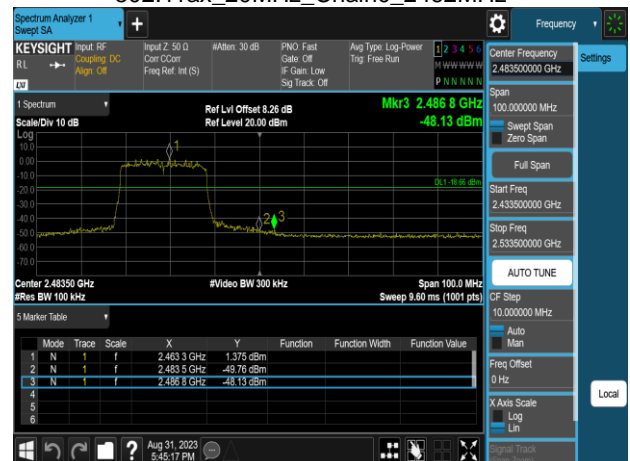 Spectrum Analyzer 1
Swept SA
Frequency
KEYSIGHT
RL
LXI
Input: RF
Coupling: DC
Align: Off
Input Z: 50 Ω
Corr CCorr
Freq Ref: Int (S)
#Atten: 30 dB
PNO: Fast
Gate: Off
IF Gain: Low
Sig Track: Off
Avg Type: Log-Power
Trig: Free Run
1 2 3 4 5 6
M W W W W W
P N N N N N
Center Frequency
2.483500000 GHz
Settings
Span
100.000000 MHz
Swept Span
Zero Span
Full Span
Start Freq
2.433500000 GHz
Stop Freq
2.533500000 GHz
AUTO TUNE
CF Step
10.000000 MHz
Auto
Man
Freq Offset
0 Hz
X Axis Scale
Log
Lin
Signal Track
Local
1 Spectrum
Scale/Div 10 dB
Log
Ref Lvl Offset 8.26 dB
Ref Level 20.00 dBm
Mkr3 2.486 8 GHz
-48.13 dBm
10.0
0.00
-10.0
-20.0
-30.0
-40.0
-50.0
-60.0
-70.0
1
2
3
DL1 -18.66 dBm
Center 2.48350 GHz
#Res BW 100 kHz
#Video BW 300 kHz
Span 100.0 MHz
Sweep 9.60 ms (1001 pts)
5 Marker Table
Mode Trace Scale X Y Function Function Width Function Value
1 N 1 f 2.463 3 GHz 1.375 dBm
2 N 1 f 2.483 5 GHz -49.76 dBm
3 N 1 f 2.486 8 GHz -48.13 dBm
4
5
6
Aug 31, 2023
5:45:17 PM